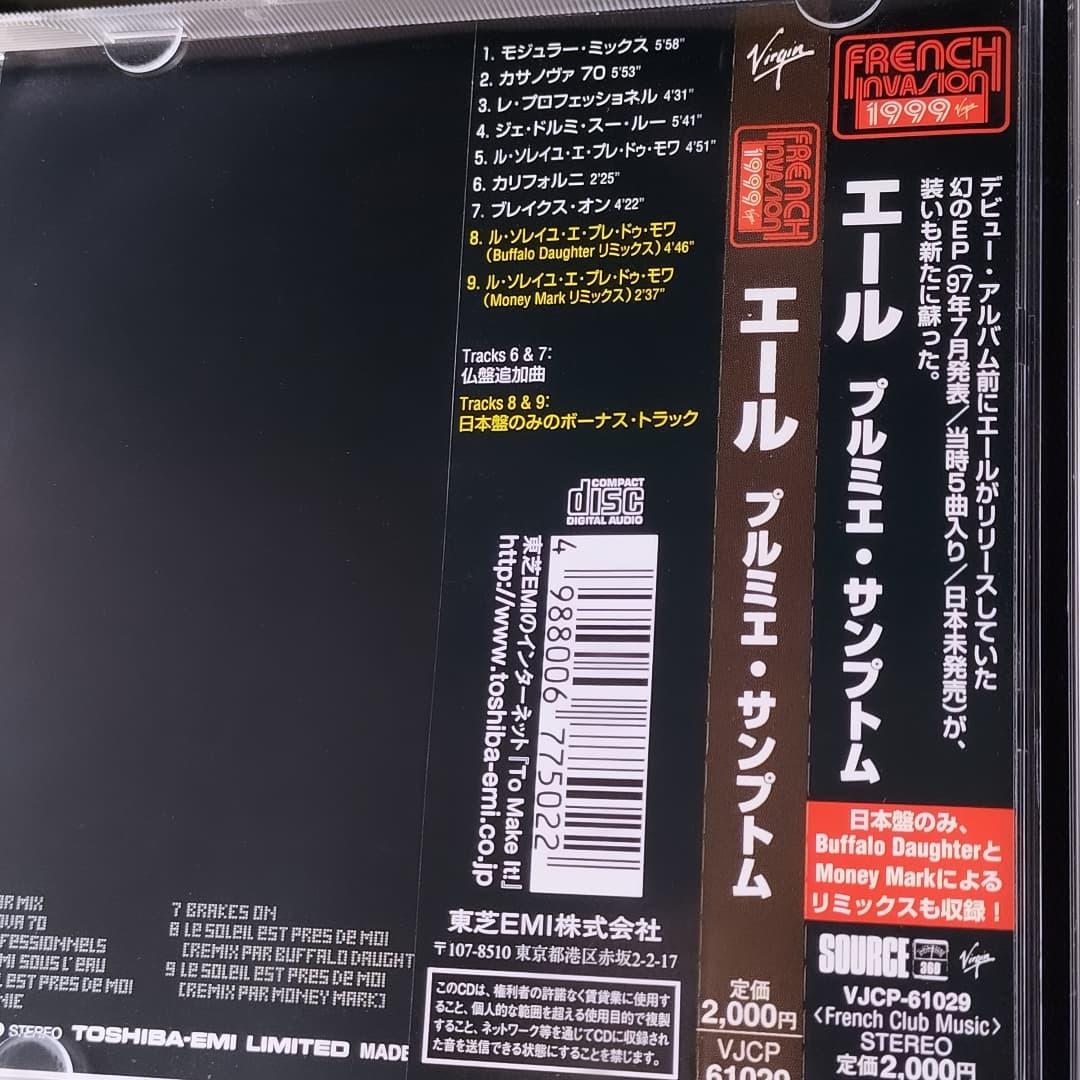 1. モジュラー・ミックス 5'58"
2. カサノヴァ 70 5'53"
3. レ・プロフェッショネル 4'31"
4. ジェ・ドルミ・スー・ルー 5'41"
5. ル・ソレイユ・エ・プレ・ドゥ・モワ 4'51"
6. カリフォルニ 2'25"
7. ブレイクス・オン 4'22"
8. ル・ソレイユ・エ・プレ・ドゥ・モワ
(Buffalo Daughter リミックス) 4'46"
9. ル・ソレイユ・エ・プレ・ドゥ・モワ
(Money Mark リミックス) 2'37"
Tracks 6 & 7:
仏盤追加曲
Tracks 8 & 9:
日本盤のみのボーナス・トラック
COMPACT
disc
DIGITAL AUDIO
4 988006 775022
東芝EMIのインターネット『To Make It!』
http://www.toshiba-emi.co.jp
東芝EMI株式会社
〒107-8510 東京都港区赤坂2-2-17
このCDは、権利者の許諾なく賃貸業に使用す
ること、個人的な範囲を超える使用目的で複製
すること、ネットワーク等を通じてCDに収録され
た音を送信できる状態にすることを禁じます。
AR MIX
OVA 70
FESSIONNELS
MI SOUS L'EAU
EST PRES DE MOI
NIE
7 BRAKES ON
8 LE SOLEIL EST PRES DE MOI
[REMIX PAR BUFFALO DAUGHT
9 LE SOLEIL EST PRES DE MOI
[REMIX PAR MONEY MARK]
STEREO TOSHIBA-EMI LIMITED MADE
Virgin
FRENCH
INVASION
1999
エール プルミエ・サンプトム
定価
2,000円
VJCP
61029
FRENCH
INVASION
1999 Virgin
デビュー・アルバム前にエールがリリースしていた
幻のEP(97年7月発表/当時5曲入り/日本未発売)が、
装いも新たに蘇った。
エール プルミエ・サンプトム
日本盤のみ、
Buffalo Daughterと
Money Markによる
リミックスも収録!
SOURCE 360 Virgin
VJCP-61029
<French Club Music>
STEREO
定価2,000円